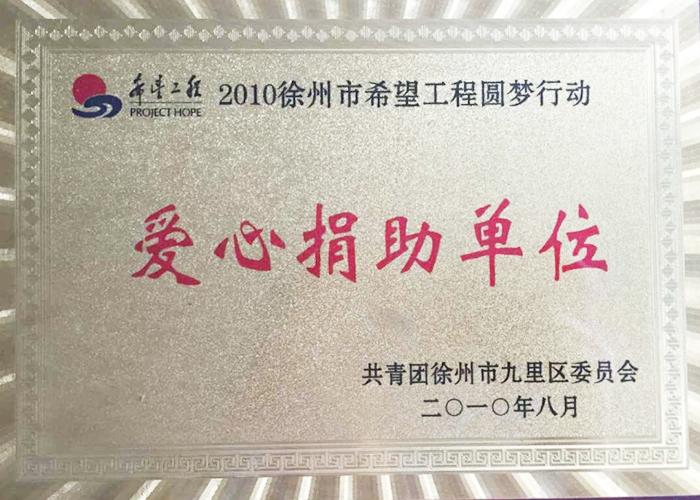 希望工程
PROJECT HOPE
2010徐州市希望工程圆梦行动
爱心捐助单位
共青团徐州市九里区委员会
二〇一〇年八月